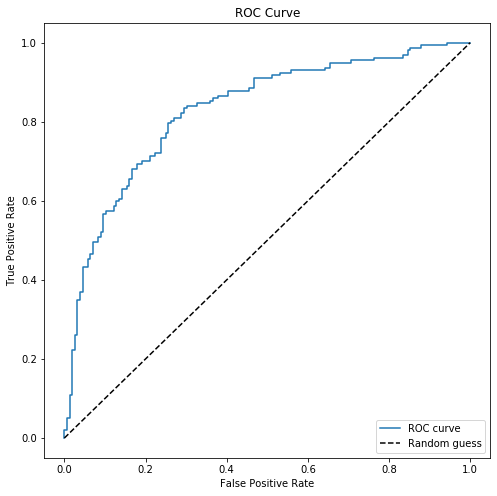 ROC Curve
True Positive Rate
1.0
0.8
0.6
0.4
0.2
0.0
0.0 0.2 0.4 0.6 0.8 1.0
False Positive Rate
ROC curve
Random guess